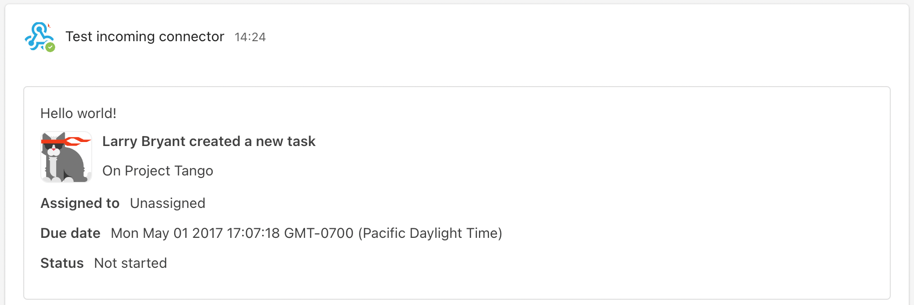 Test incoming connector 14:24
Hello world!
Larry Bryant created a new task
On Project Tango
Assigned to Unassigned
Due date Mon May 01 2017 17:07:18 GMT-0700 (Pacific Daylight Time)
Status Not started